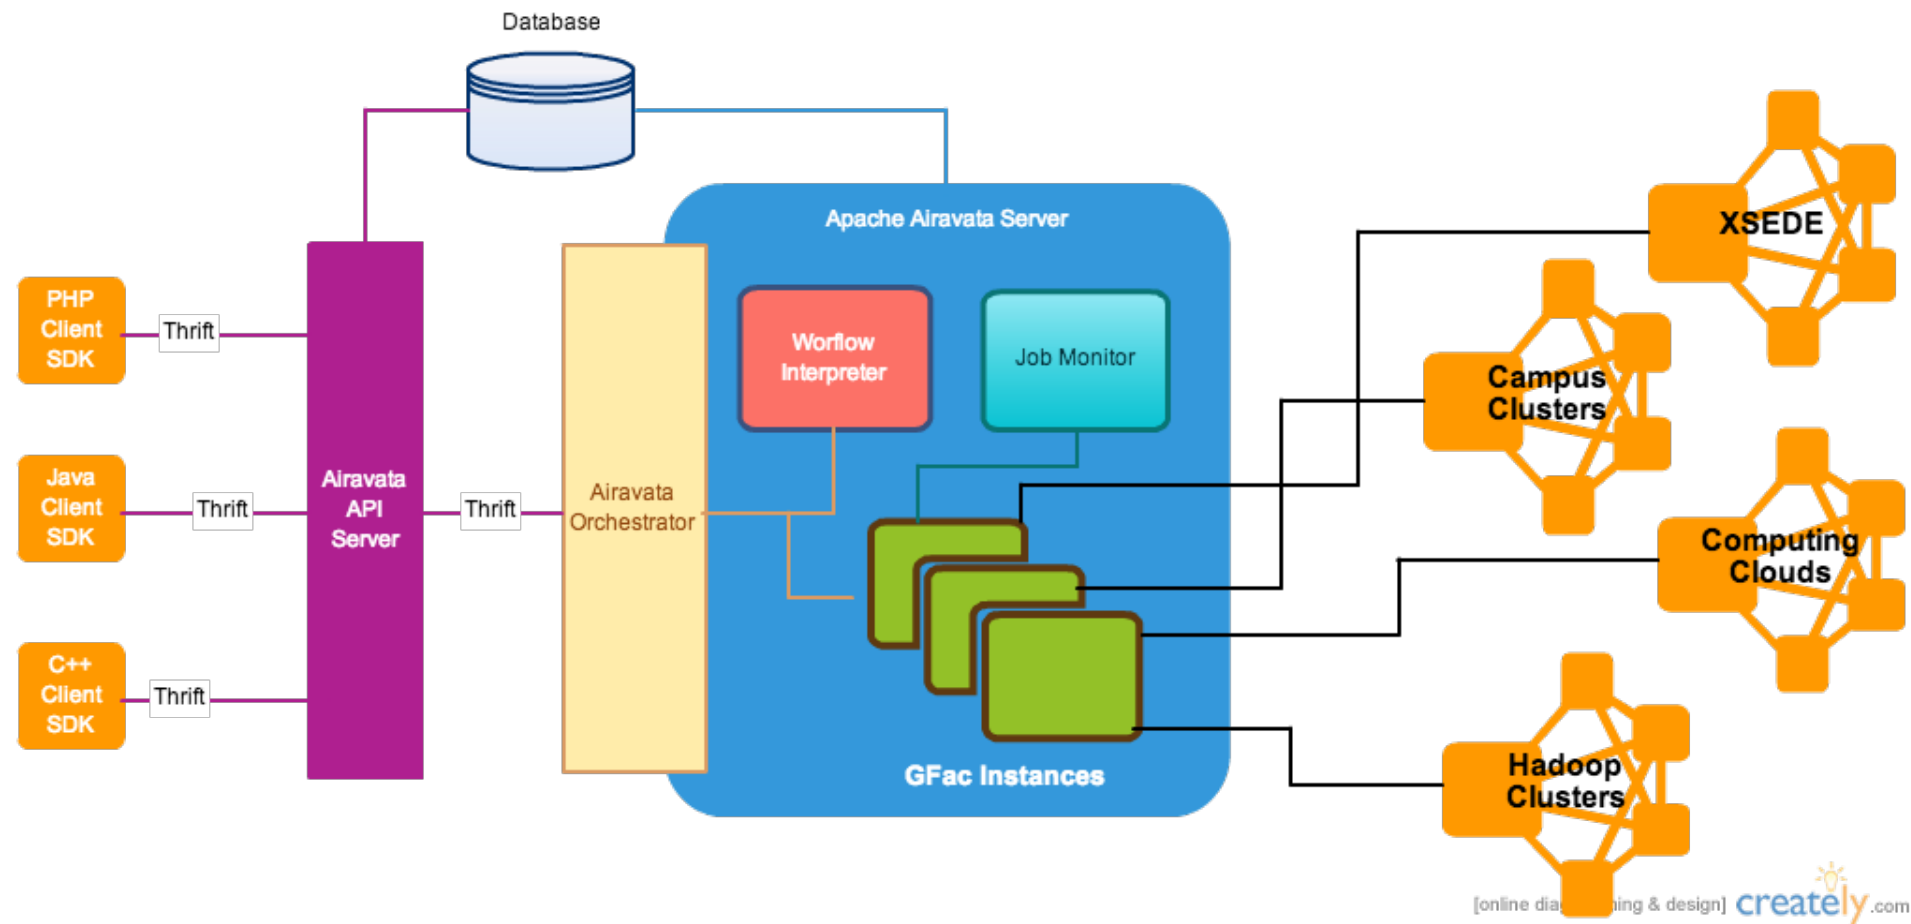 Database
Apache Airavata Server
PHP
Client
SDK
Thrift
Java
Client
SDK
Thrift
C++
Client
SDK
Thrift
Airavata
API
Server
Thrift
Airavata
Orchestrator
Worflow
Interpreter
Job Monitor
GFac Instances
XSEDE
Campus
Clusters
Computing
Clouds
Hadoop
Clusters
[online dia ning & design]
creately.com